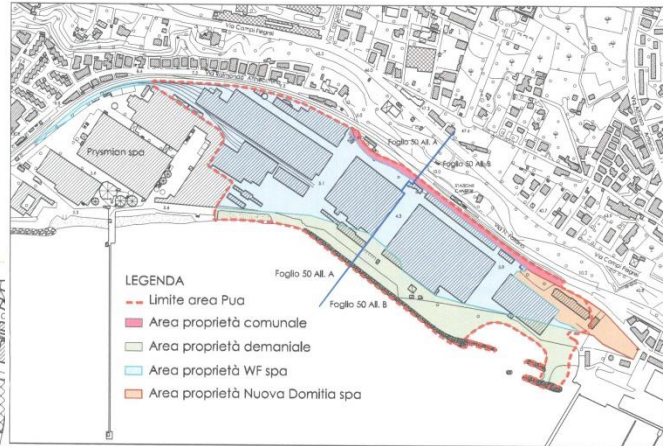 Via Campi Flegrei
Prysmian spa
Foglio 50 All. A
Foglio 50 All. B
Via Campi Flegrei
Foglio 50 All. A
Foglio 50 All. B
LEGENDA
Limite area Pua
Area proprietà comunale
Area proprietà demaniale
Area proprietà WF spa
Area proprietà Nuova Domitia spa